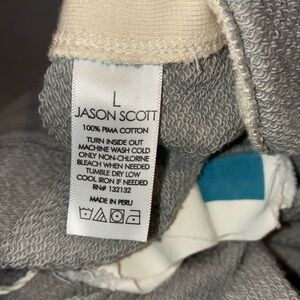 L
JASON SCOTT
100% PIMA COTTON
TURN INSIDE OUT
MACHINE WASH COLD
ONLY NON-CHLORINE
BLEACH WHEN NEEDED
TUMBLE DRY LOW
COOL IRON IF NEEDED
RN# 132132
MADE IN PERU